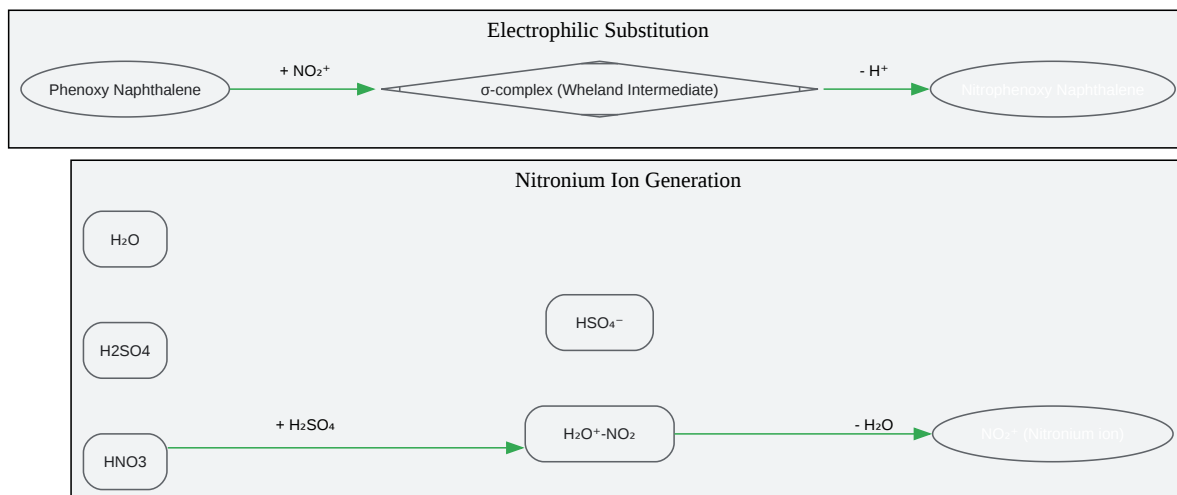 Electrophilic Substitution
+ NO₂⁺
- H⁺
Phenoxy Naphthalene
σ-complex (Wheland Intermediate)
Nitrophenoxy Naphthalene
Nitronium Ion Generation
H₂O
HSO₄⁻
H2SO4
+ H₂SO₄
- H₂O
HNO3
H₂O⁺-NO₂
NO₂⁺ (Nitronium Ion)